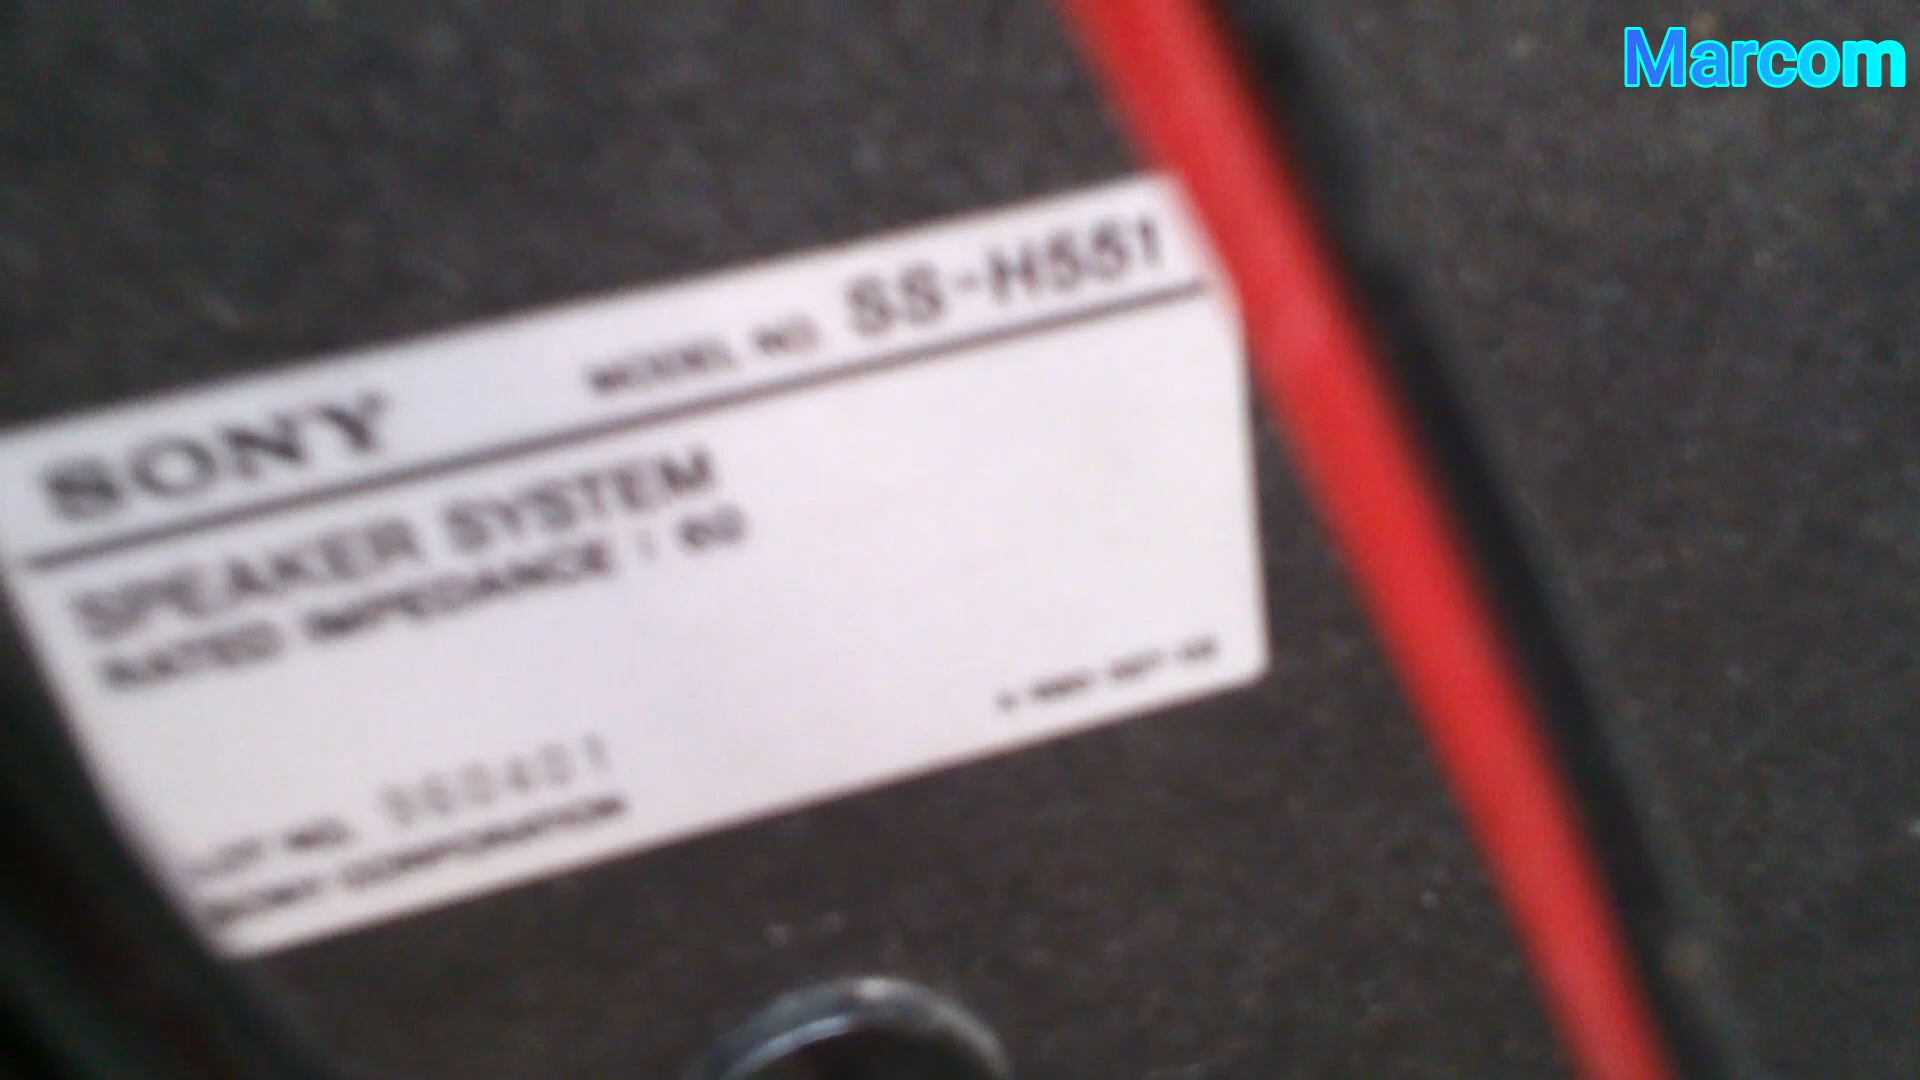 Marcom
SONY MODEL NO. SS-H551
SPEAKER SYSTEM
RATED IMPEDANCE : 6Ω
LOT NO.
SONY CORPORATION